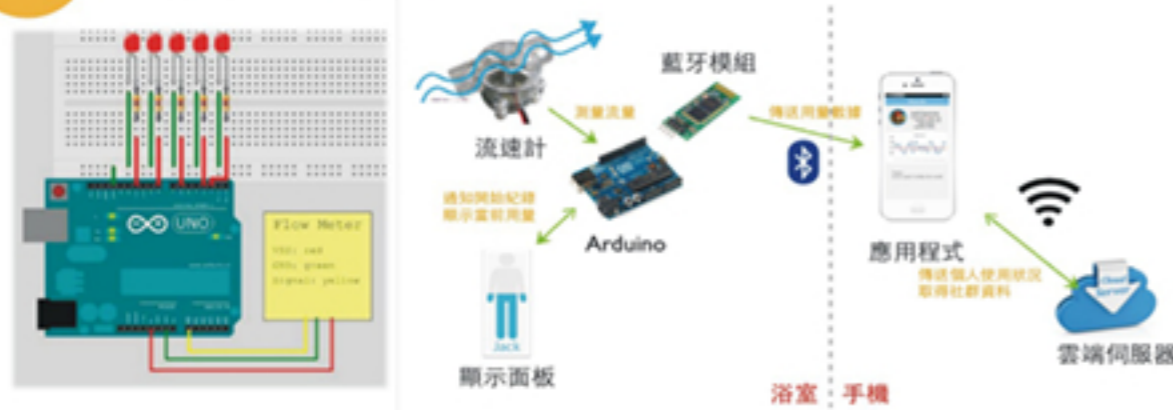 UNO
Flow Meter
VSS: red
GND: green
Signal: yellow
流速計
測量流量
藍牙模組
傳送用量數據
Arduino
通知開始紀錄
顯示當前用量
Jack
顯示面板
浴室
手機
應用程式
傳送個人使用狀況
取得社群資料
Cloud
Server
雲端伺服器